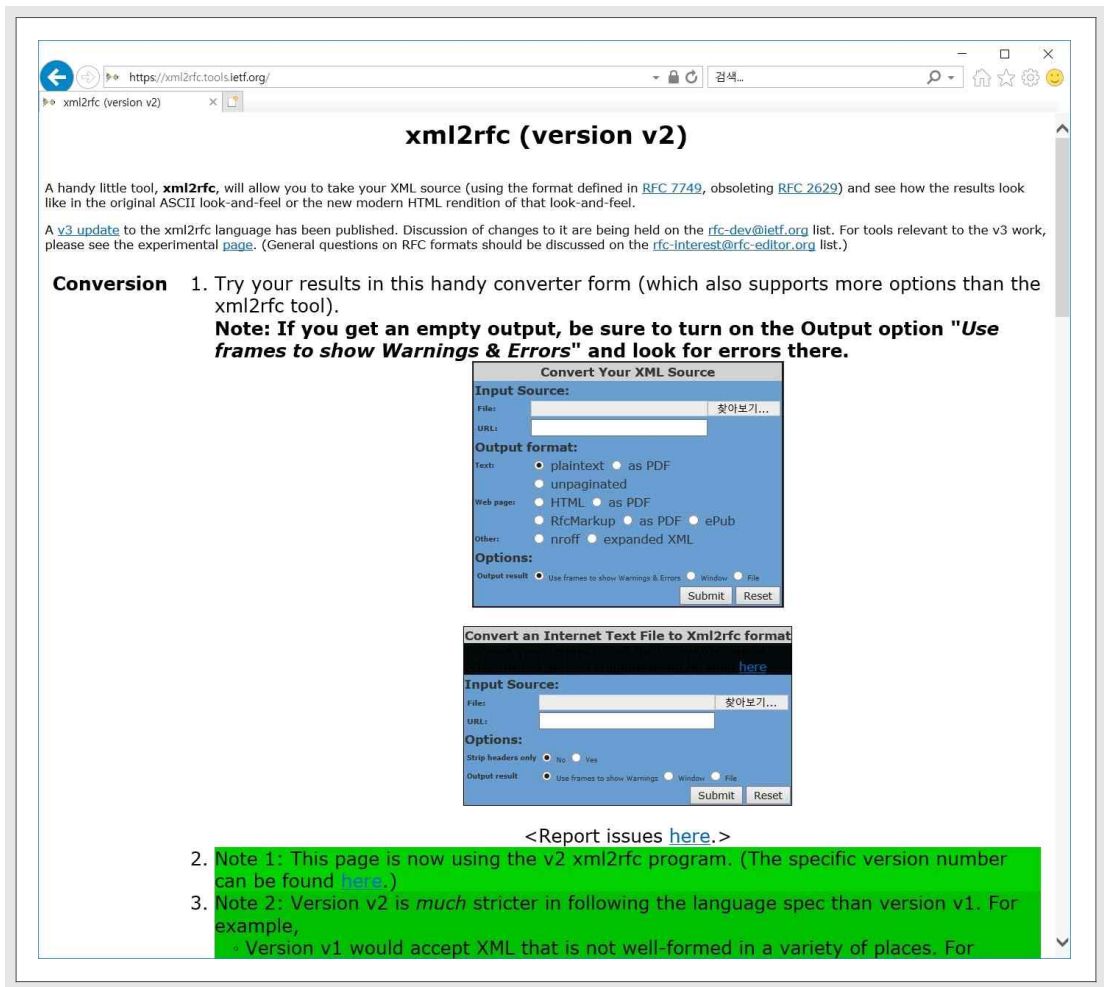 https://xml2rfc.tools.ietf.org/
검색...
xml2rfc (version v2)
xml2rfc (version v2)
A handy little tool, xml2rfc, will allow you to take your XML source (using the format defined in RFC 7749, obsoleting RFC 2629) and see how the results look
like in the original ASCII look-and-feel or the new modern HTML rendition of that look-and-feel.
A v3 update to the xml2rfc language has been published. Discussion of changes to it are being held on the rfc-dev@ietf.org list. For tools relevant to the v3 work,
please see the experimental page. (General questions on RFC formats should be discussed on the rfc-interest@rfc-editor.org list.)
Conversion 1. Try your results in this handy converter form (which also supports more options than the
xml2rfc tool).
Note: If you get an empty output, be sure to turn on the Output option "Use
frames to show Warnings & Errors" and look for errors there.
Convert Your XML Source
Input Source:
File: 찾아보기...
URL:
Output format:
Text: plaintext as PDF
unpaginated
Web page: HTML as PDF
RfcMarkup as PDF ePub
Other: nroff expanded XML
Options:
Output result Use frames to show Warnings & Errors Window File
Submit Reset
Convert an Internet Text File to Xml2rfc format
here
Input Source:
File: 찾아보기...
URL:
Options:
Strip headers only No Yes
Output result Use frames to show Warnings Window File
Submit Reset
<Report issues here.>
2. Note 1: This page is now using the v2 xml2rfc program. (The specific version number
can be found here.)
3. Note 2: Version v2 is much stricter in following the language spec than version v1. For
example,
◦ Version v1 would accept XML that is not well-formed in a variety of places. For